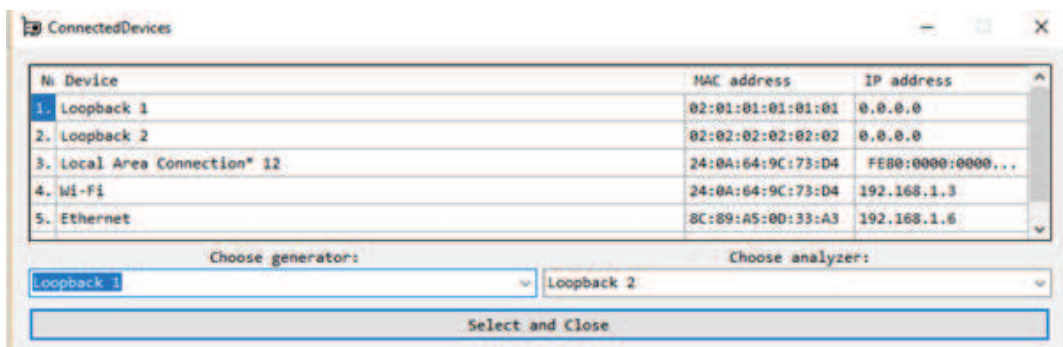 ConnectedDevices
№ Device MAC address IP address
1. Loopback 1 02:01:01:01:01:01 0.0.0.0
2. Loopback 2 02:02:02:02:02:02 0.0.0.0
3. Local Area Connection* 12 24:0A:64:9C:73:D4 FE80:0000:0000...
4. Wi-Fi 24:0A:64:9C:73:D4 192.168.1.3
5. Ethernet 8C:89:A5:0D:33:A3 192.168.1.6
Choose generator: Choose analyzer:
Loopback 1 Loopback 2
Select and Close